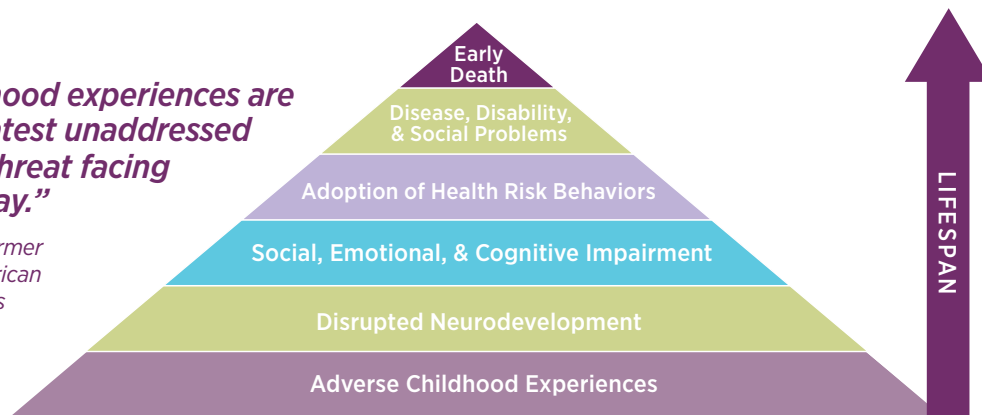 hood experiences are
test unaddressed
threat facing
ay.”
rmer
rican
s
Early
Death
Disease, Disability,
& Social Problems
Adoption of Health Risk Behaviors
Social, Emotional, & Cognitive Impairment
Disrupted Neurodevelopment
Adverse Childhood Experiences
LIFESPAN